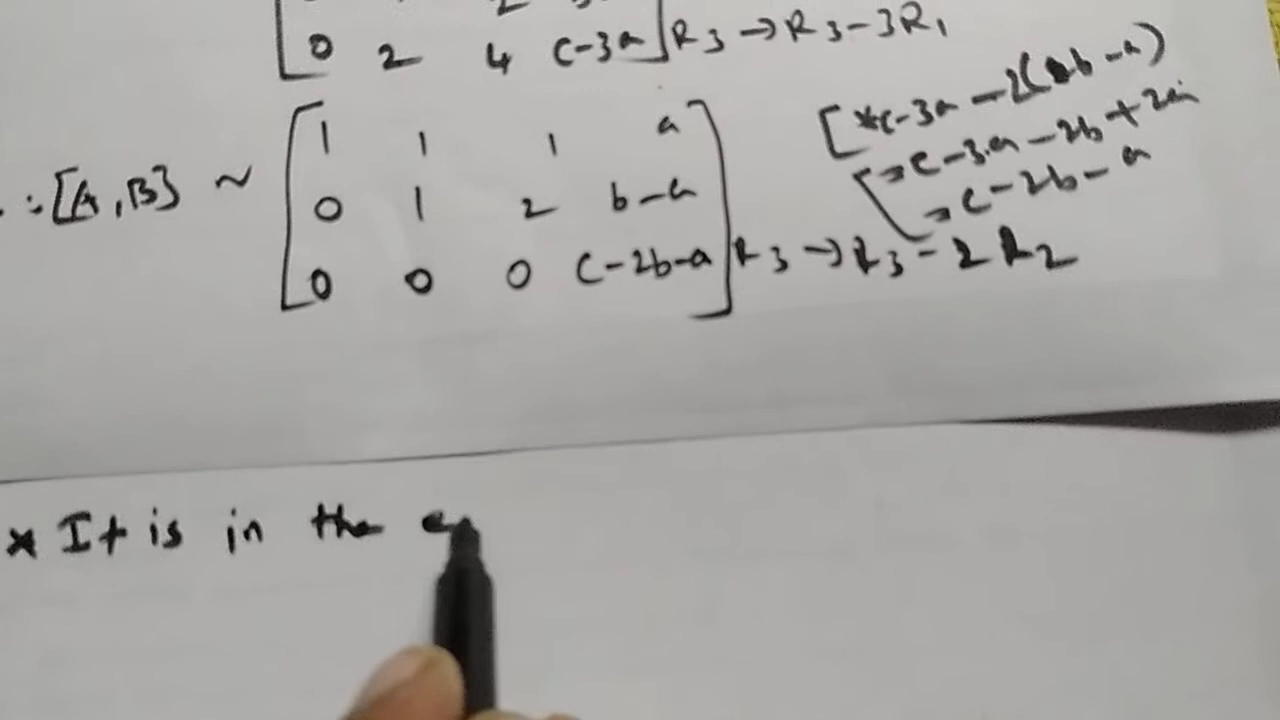 0 2 4 c-3a] R3 → R3-3R1
[*c-3a-2(b-a)
→c-3a-2b+2a
→c-2b-a
∴[A,B] ~ [1 1 1 a
0 1 2 b-a
0 0 0 c-2b-a] R3 → R3-2R2
* It is in the e